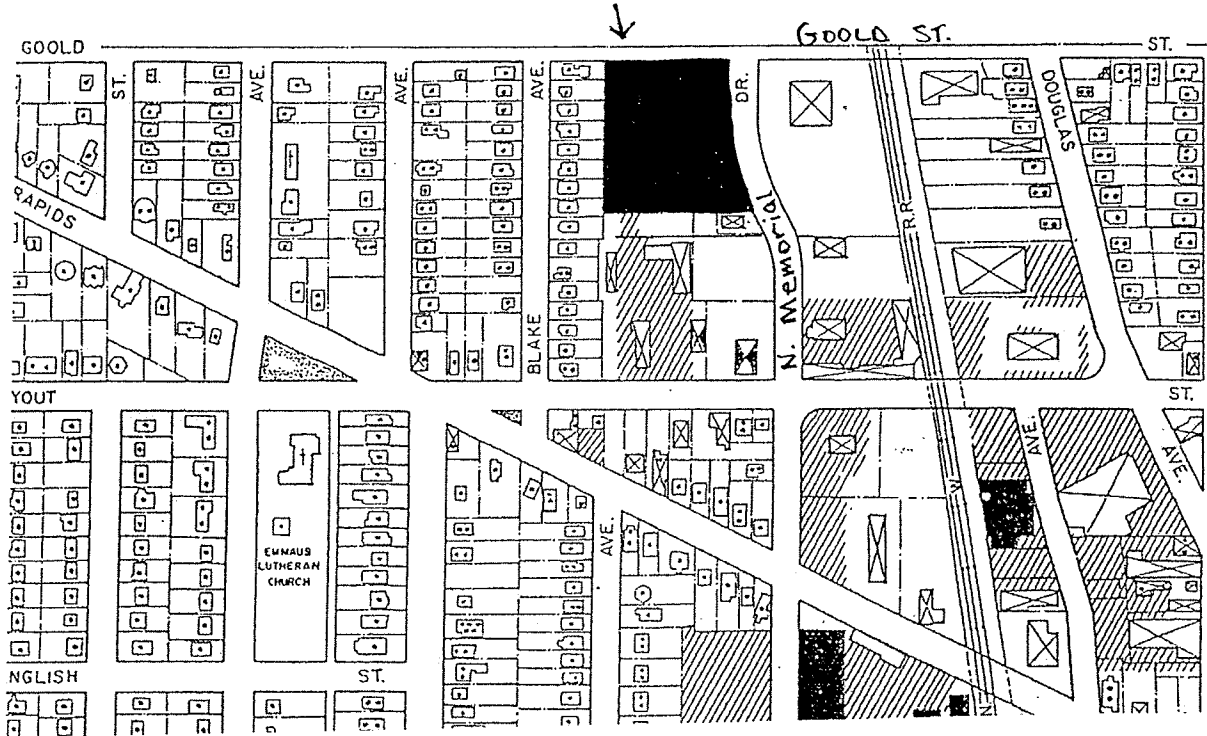 GOOLD ST.
GOOLD
ST.
ST.
AVE.
AVE.
AVE.
DR.
DOUGLAS
RAPIDS
R.R.
N. Memorial
BLAKE
YOUT
ST.
AVE.
AVE.
AVE.
W.
EMMAUS
LUTHERAN
CHURCH
NGLISH
ST.
N